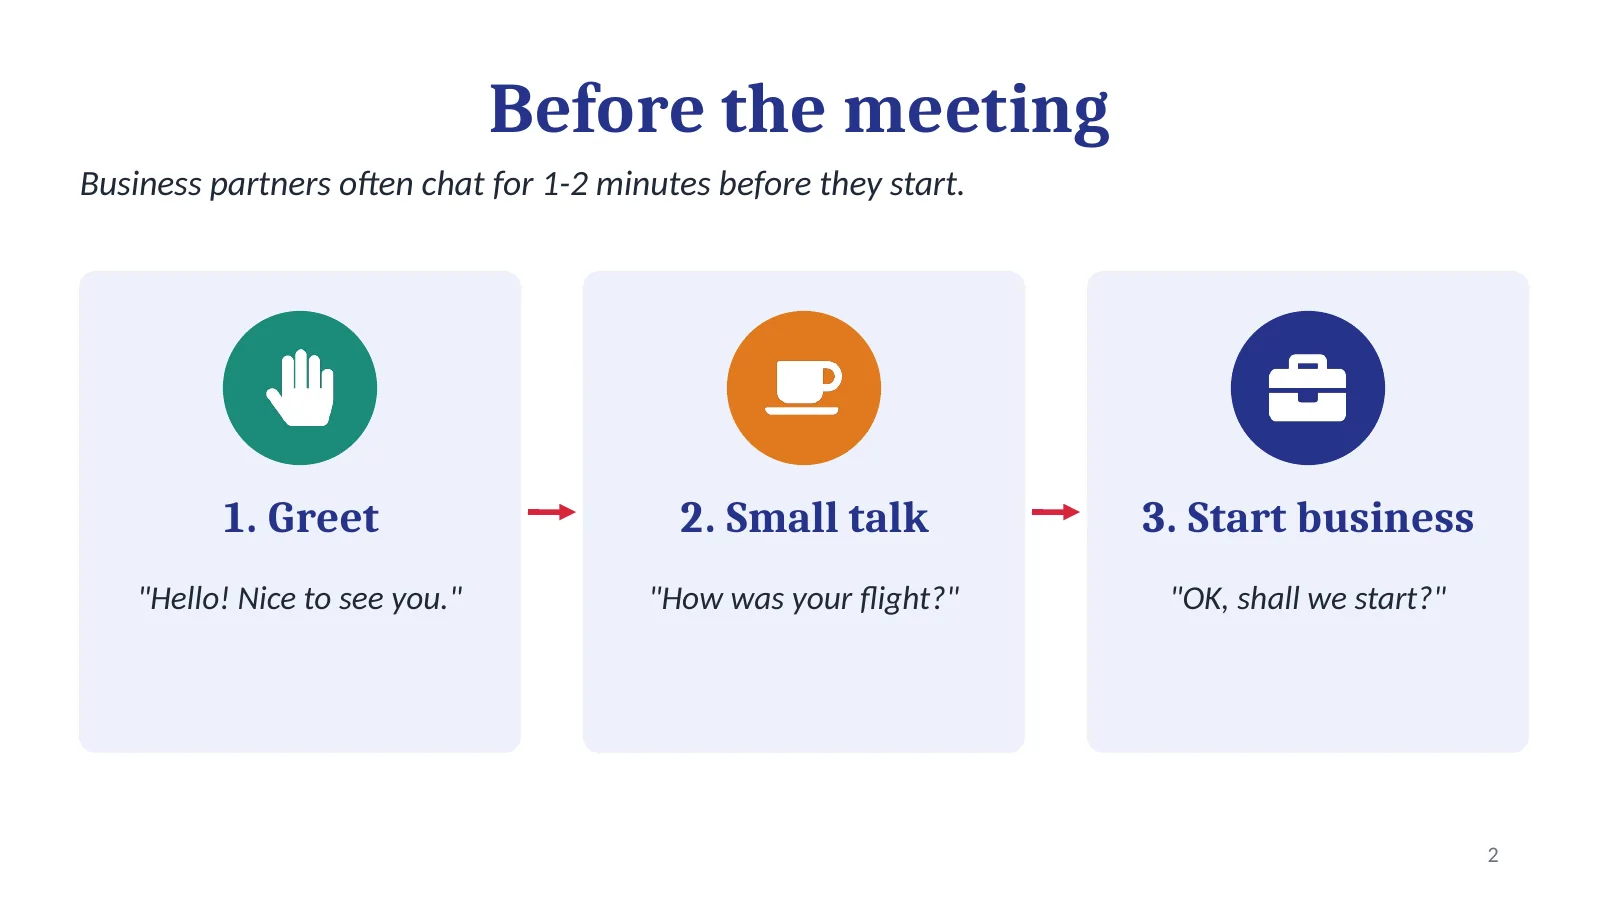 Before the meeting
Business partners often chat for 1-2 minutes before they start.
1. Greet
"Hello! Nice to see you."
2. Small talk
"How was your flight?"
3. Start business
"OK, shall we start?"
2